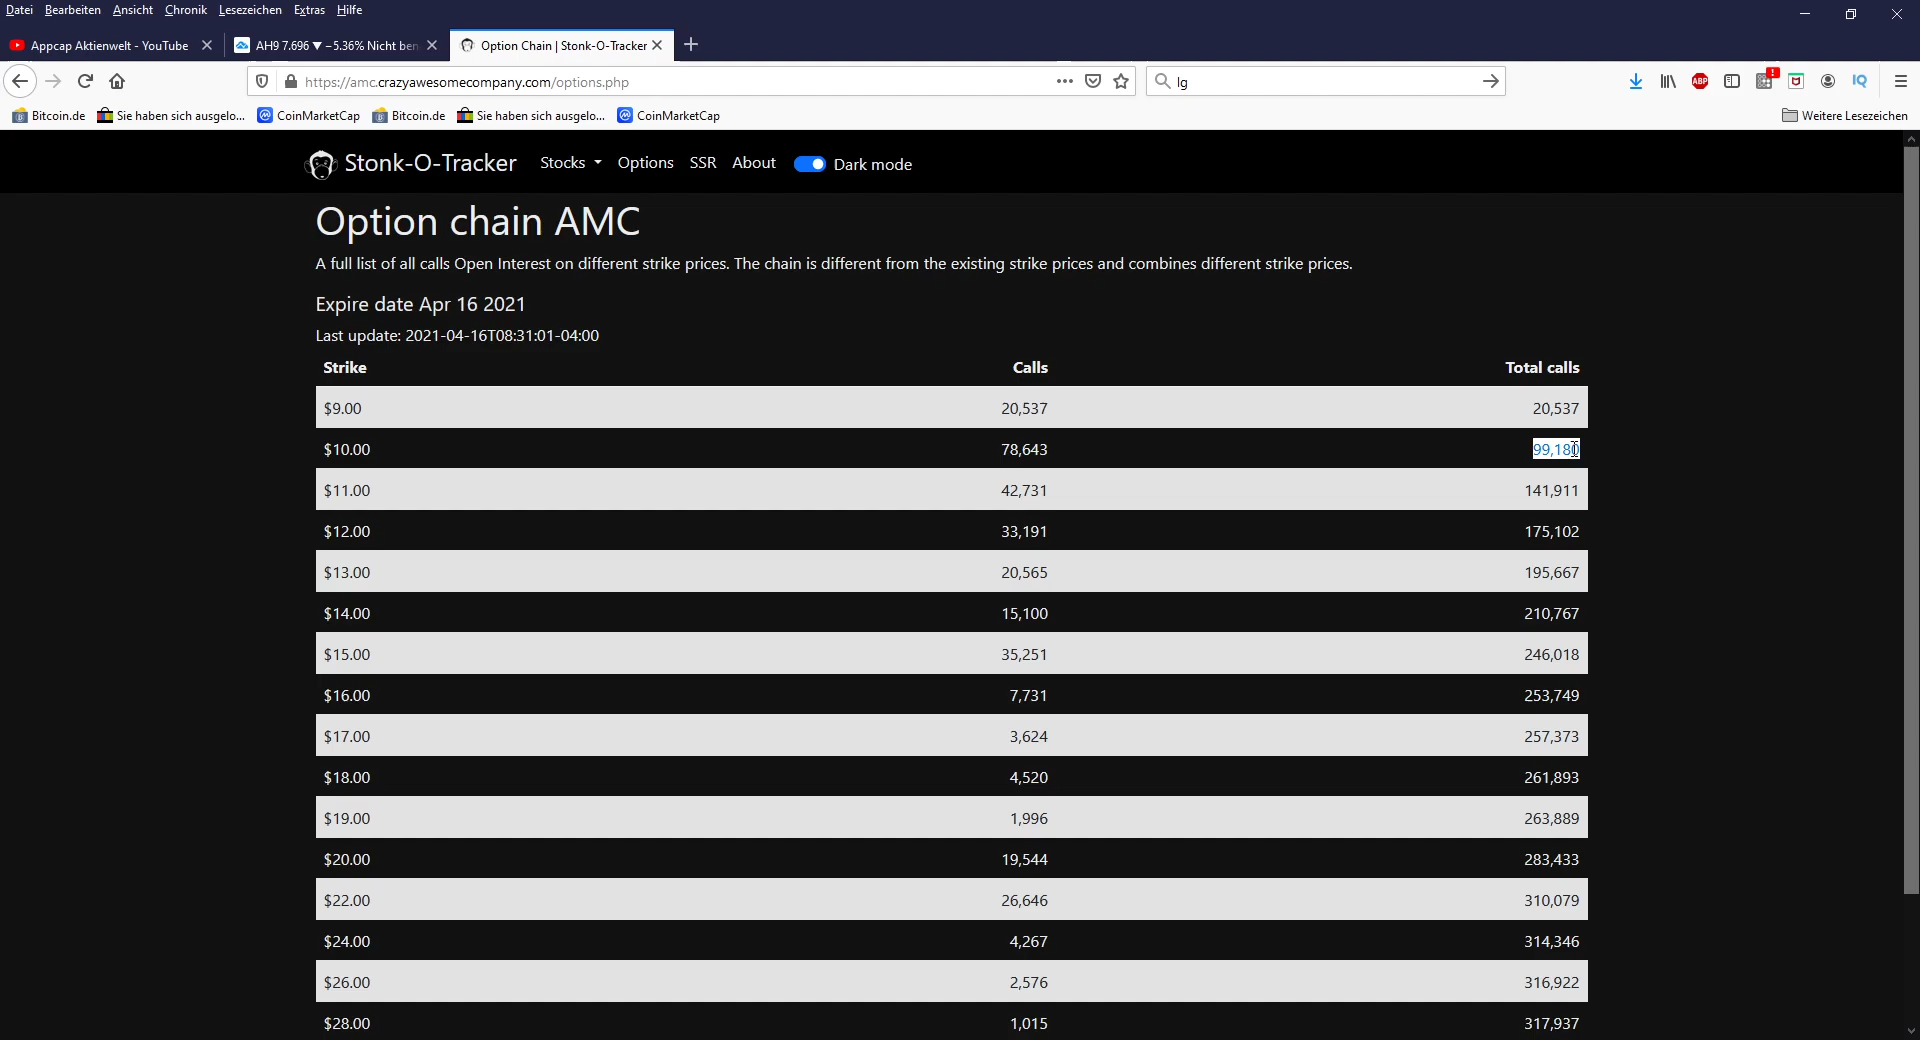 Datei Bearbeiten Ansicht Chronik Lesezeichen Extras Hilfe
Appcap Aktienwelt - YouTube AH9 7.696 ▼ −5.36% Nicht ben Option Chain | Stonk-O-Tracker
https://amc.crazyawesomecompany.com/options.php lg
Bitcoin.de Sie haben sich ausgelo... CoinMarketCap Bitcoin.de Sie haben sich ausgelo... CoinMarketCap Weitere Lesezeichen
Stonk-O-Tracker Stocks Options SSR About Dark mode
Option chain AMC
A full list of all calls Open Interest on different strike prices. The chain is different from the existing strike prices and combines different strike prices.
Expire date Apr 16 2021
Last update: 2021-04-16T08:31:01-04:00
Strike Calls Total calls
$9.00 20,537 20,537
$10.00 78,643 99,180
$11.00 42,731 141,911
$12.00 33,191 175,102
$13.00 20,565 195,667
$14.00 15,100 210,767
$15.00 35,251 246,018
$16.00 7,731 253,749
$17.00 3,624 257,373
$18.00 4,520 261,893
$19.00 1,996 263,889
$20.00 19,544 283,433
$22.00 26,646 310,079
$24.00 4,267 314,346
$26.00 2,576 316,922
$28.00 1,015 317,937